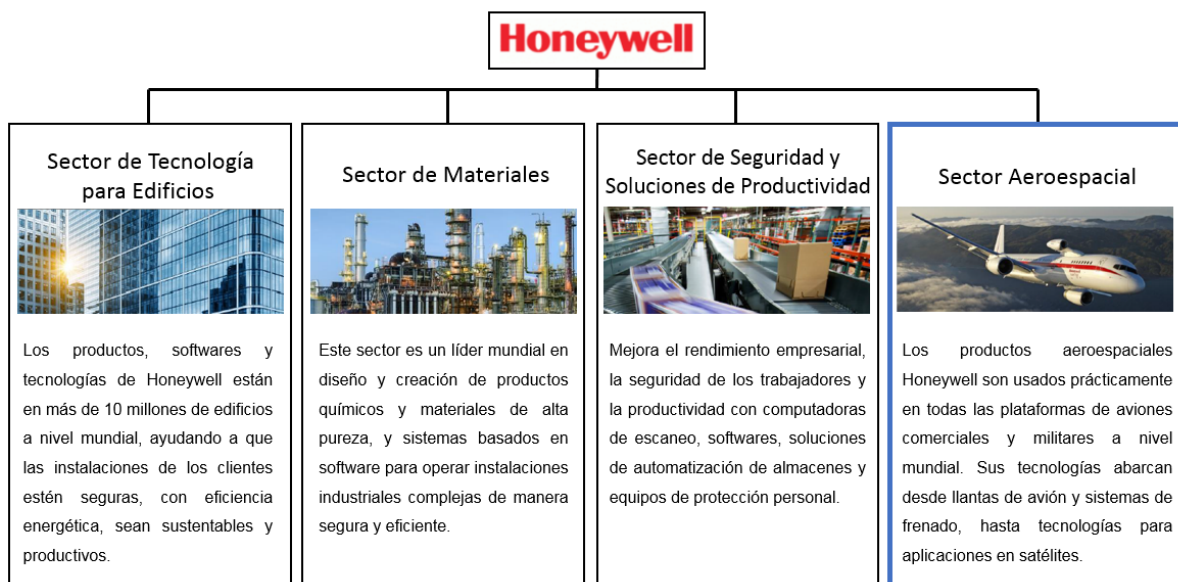 Honeywell
Sector de Tecnología
para Edificios
Los productos, softwares y
tecnologías de Honeywell están
en más de 10 millones de edificios
a nivel mundial, ayudando a que
las instalaciones de los clientes
estén seguras, con eficiencia
energética, sean sustentables y
productivos.
Sector de Materiales
Este sector es un líder mundial en
diseño y creación de productos
químicos y materiales de alta
pureza, y sistemas basados en
software para operar instalaciones
industriales complejas de manera
segura y eficiente.
Sector de Seguridad y
Soluciones de Productividad
Mejora el rendimiento empresarial,
la seguridad de los trabajadores y
la productividad con computadoras
de escaneo, softwares, soluciones
de automatización de almacenes y
equipos de protección personal.
Sector Aeroespacial
Los productos aeroespaciales
Honeywell son usados prácticamente
en todas las plataformas de aviones
comerciales y militares a nivel
mundial. Sus tecnologías abarcan
desde llantas de avión y sistemas de
frenado, hasta tecnologías para
aplicaciones en satélites.